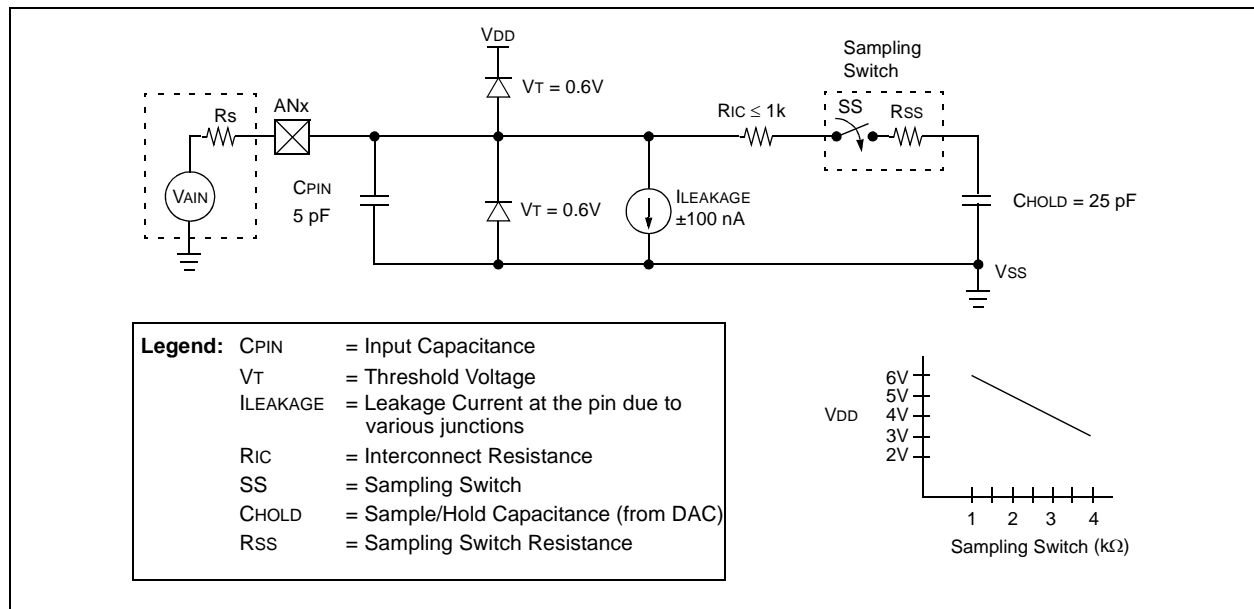 VDD
Sampling
Switch
VT = 0.6V
Rs
ANx
RIC ≤ 1k
SS
RSS
VAIN
CPIN
5 pF
VT = 0.6V
ILEAKAGE
±100 nA
CHOLD = 25 pF
VSS
Legend: CPIN = Input Capacitance
VT = Threshold Voltage
ILEAKAGE = Leakage Current at the pin due to
various junctions
RIC = Interconnect Resistance
SS = Sampling Switch
CHOLD = Sample/Hold Capacitance (from DAC)
RSS = Sampling Switch Resistance
6V
5V
VDD
4V
3V
2V
1 2 3 4
Sampling Switch (kΩ)